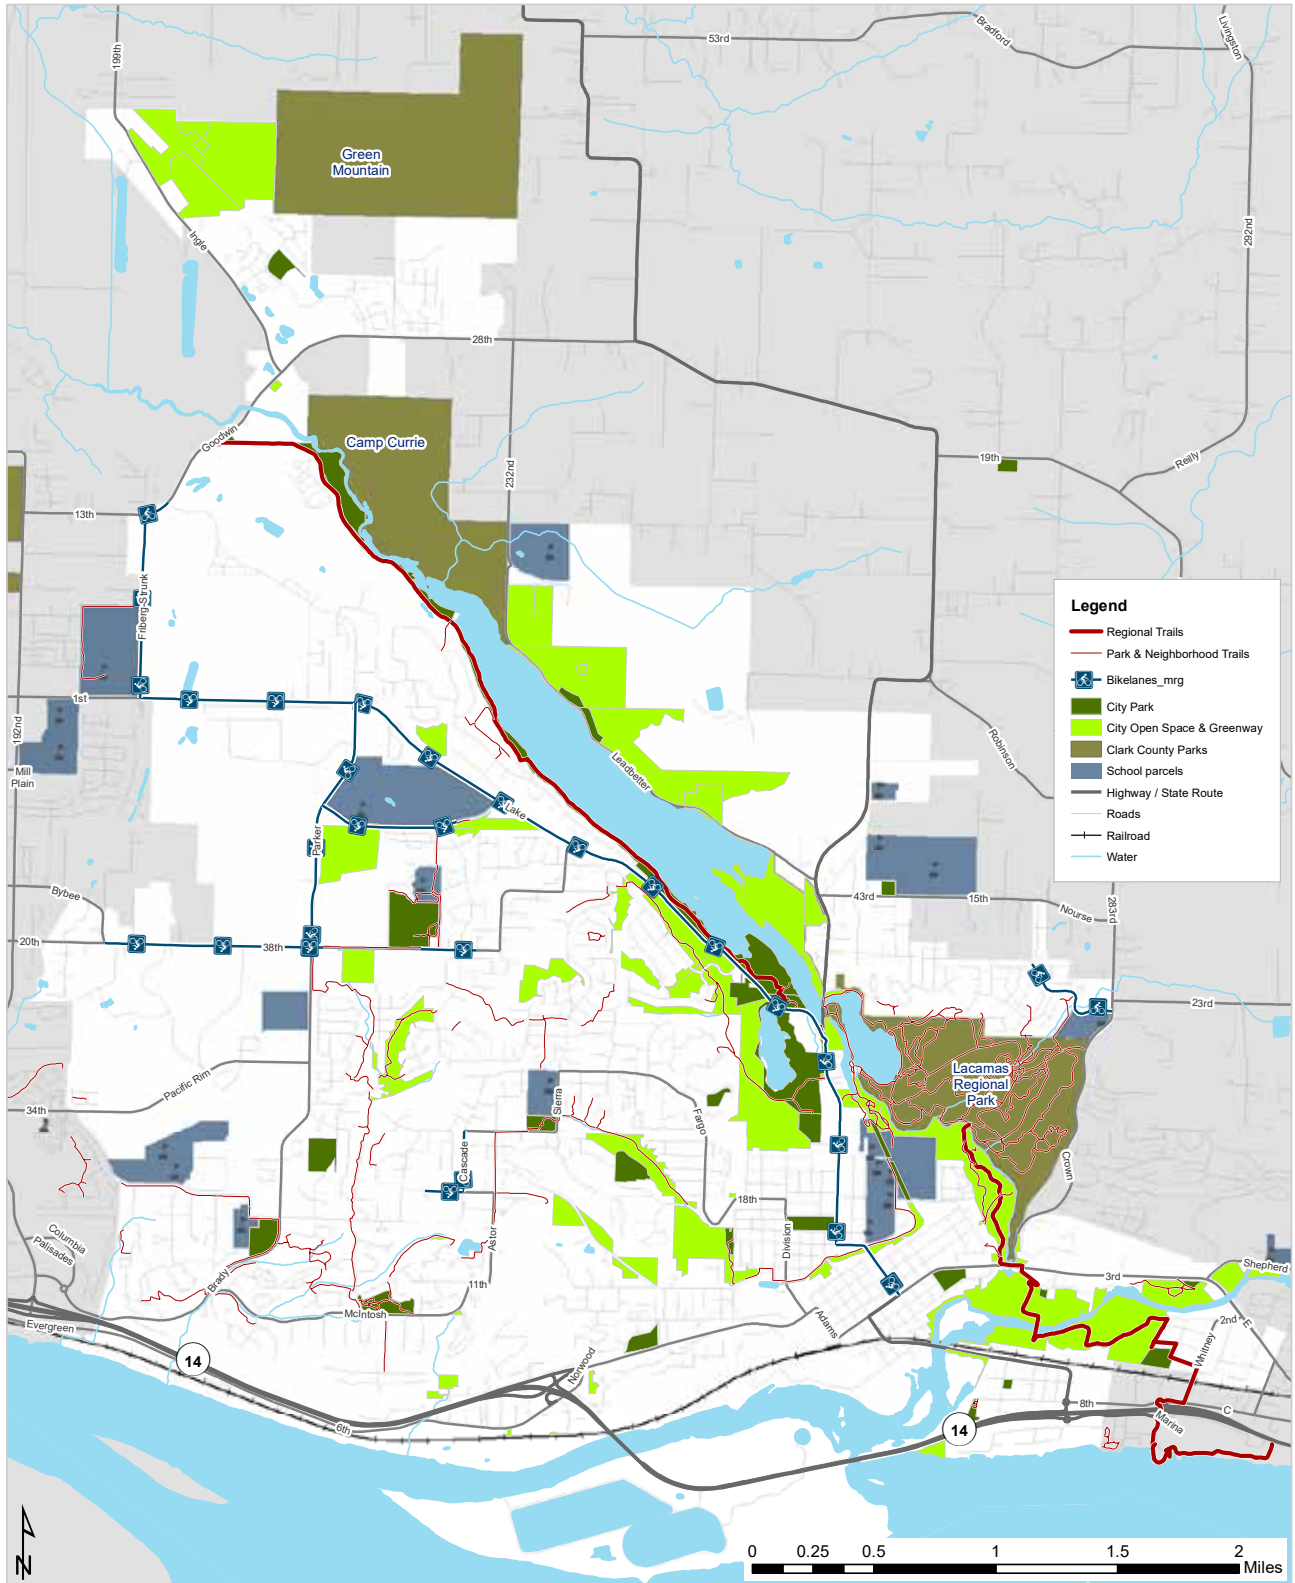 199th
53rd
Bradford
Livingston
Green
Mountain
Ingle
292nd
28th
Goodwin
Camp Currie
232nd
19th
Reilly
13th
Friberg-Strunk
Legend
Regional Trails
Park & Neighborhood Trails
Bikelanes_mrg
City Park
City Open Space & Greenway
Clark County Parks
School parcels
Highway / State Route
Roads
Railroad
Water
1st
192nd
Mill
Plain
Robinson
Leadbetter
Lake
Parker
Bybee
43rd
15th
Nourse
283rd
20th
38th
23rd
Pacific Rim
Lacamas
Regional
Park
34th
Sierra
Fargo
Cascade
Crown
18th
Division
Astor
Columbia
Palisades
Brady
11th
McIntosh
3rd
Shepherd
Evergreen
Adams
2nd
E
Whitney
14
Norwood
6th
8th
C
Marina
14
N
0 0.25 0.5 1 1.5 2
Miles